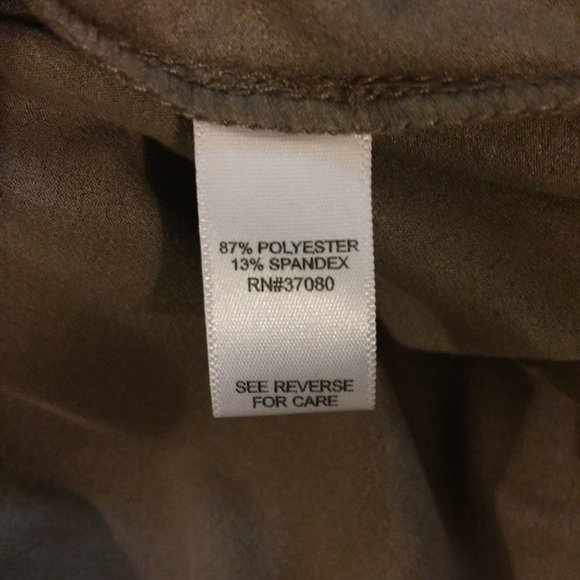 87% POLYESTER
13% SPANDEX
RN#37080
SEE REVERSE
FOR CARE